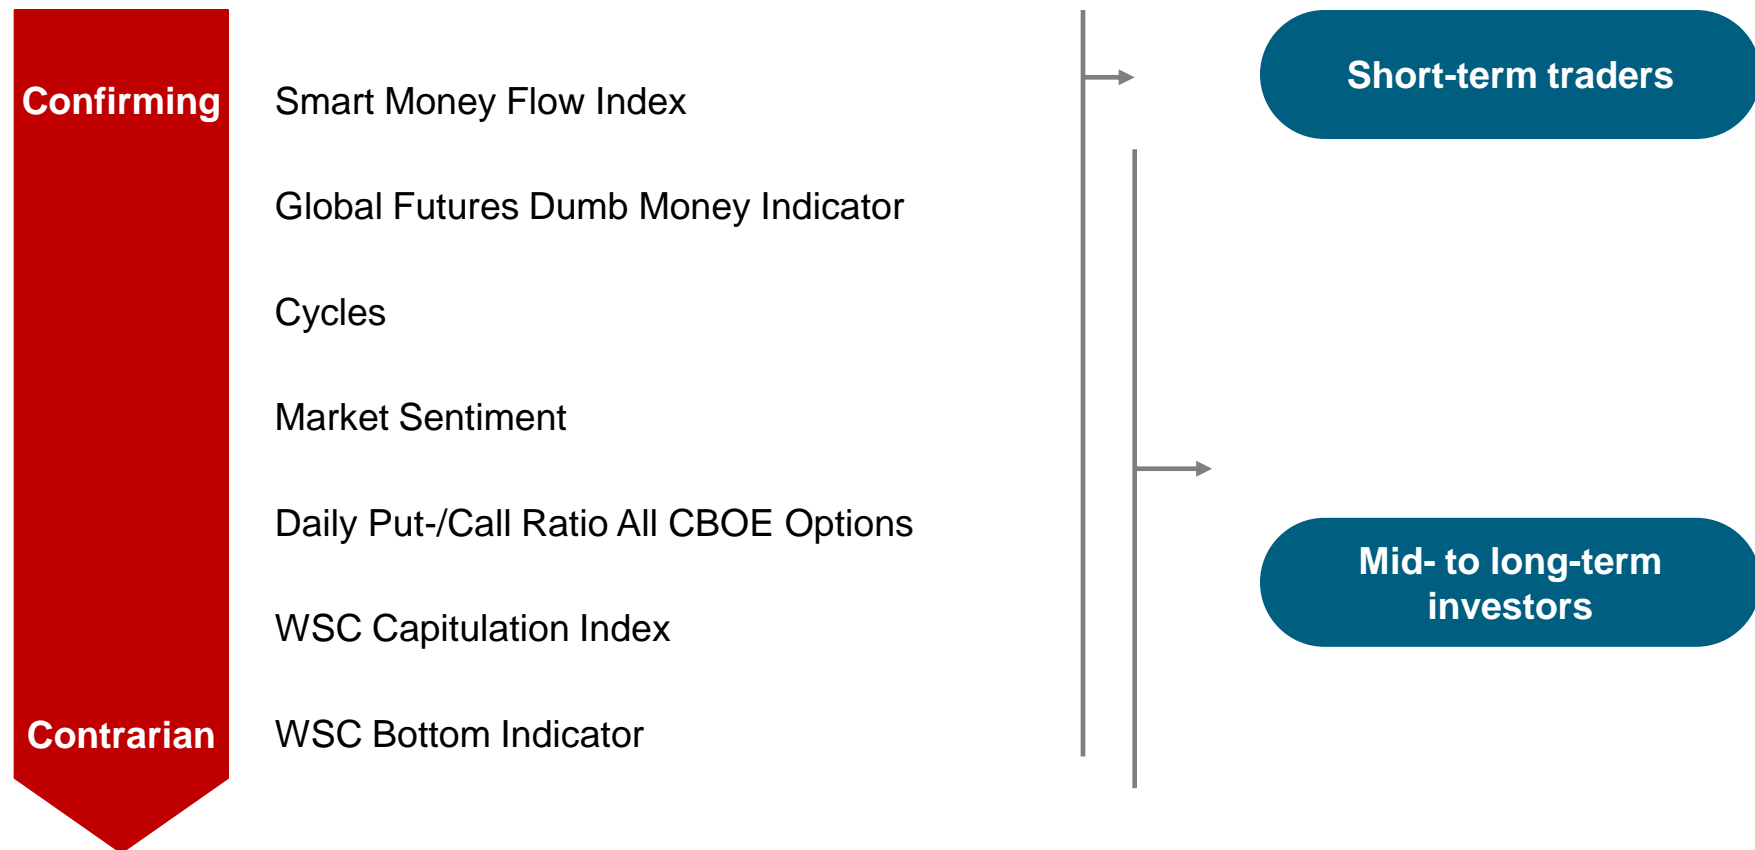 Confirming
Smart Money Flow Index
Global Futures Dumb Money Indicator
Cycles
Market Sentiment
Daily Put-/Call Ratio All CBOE Options
WSC Capitulation Index
Contrarian
WSC Bottom Indicator
Short-term traders
Mid- to long-term
investors